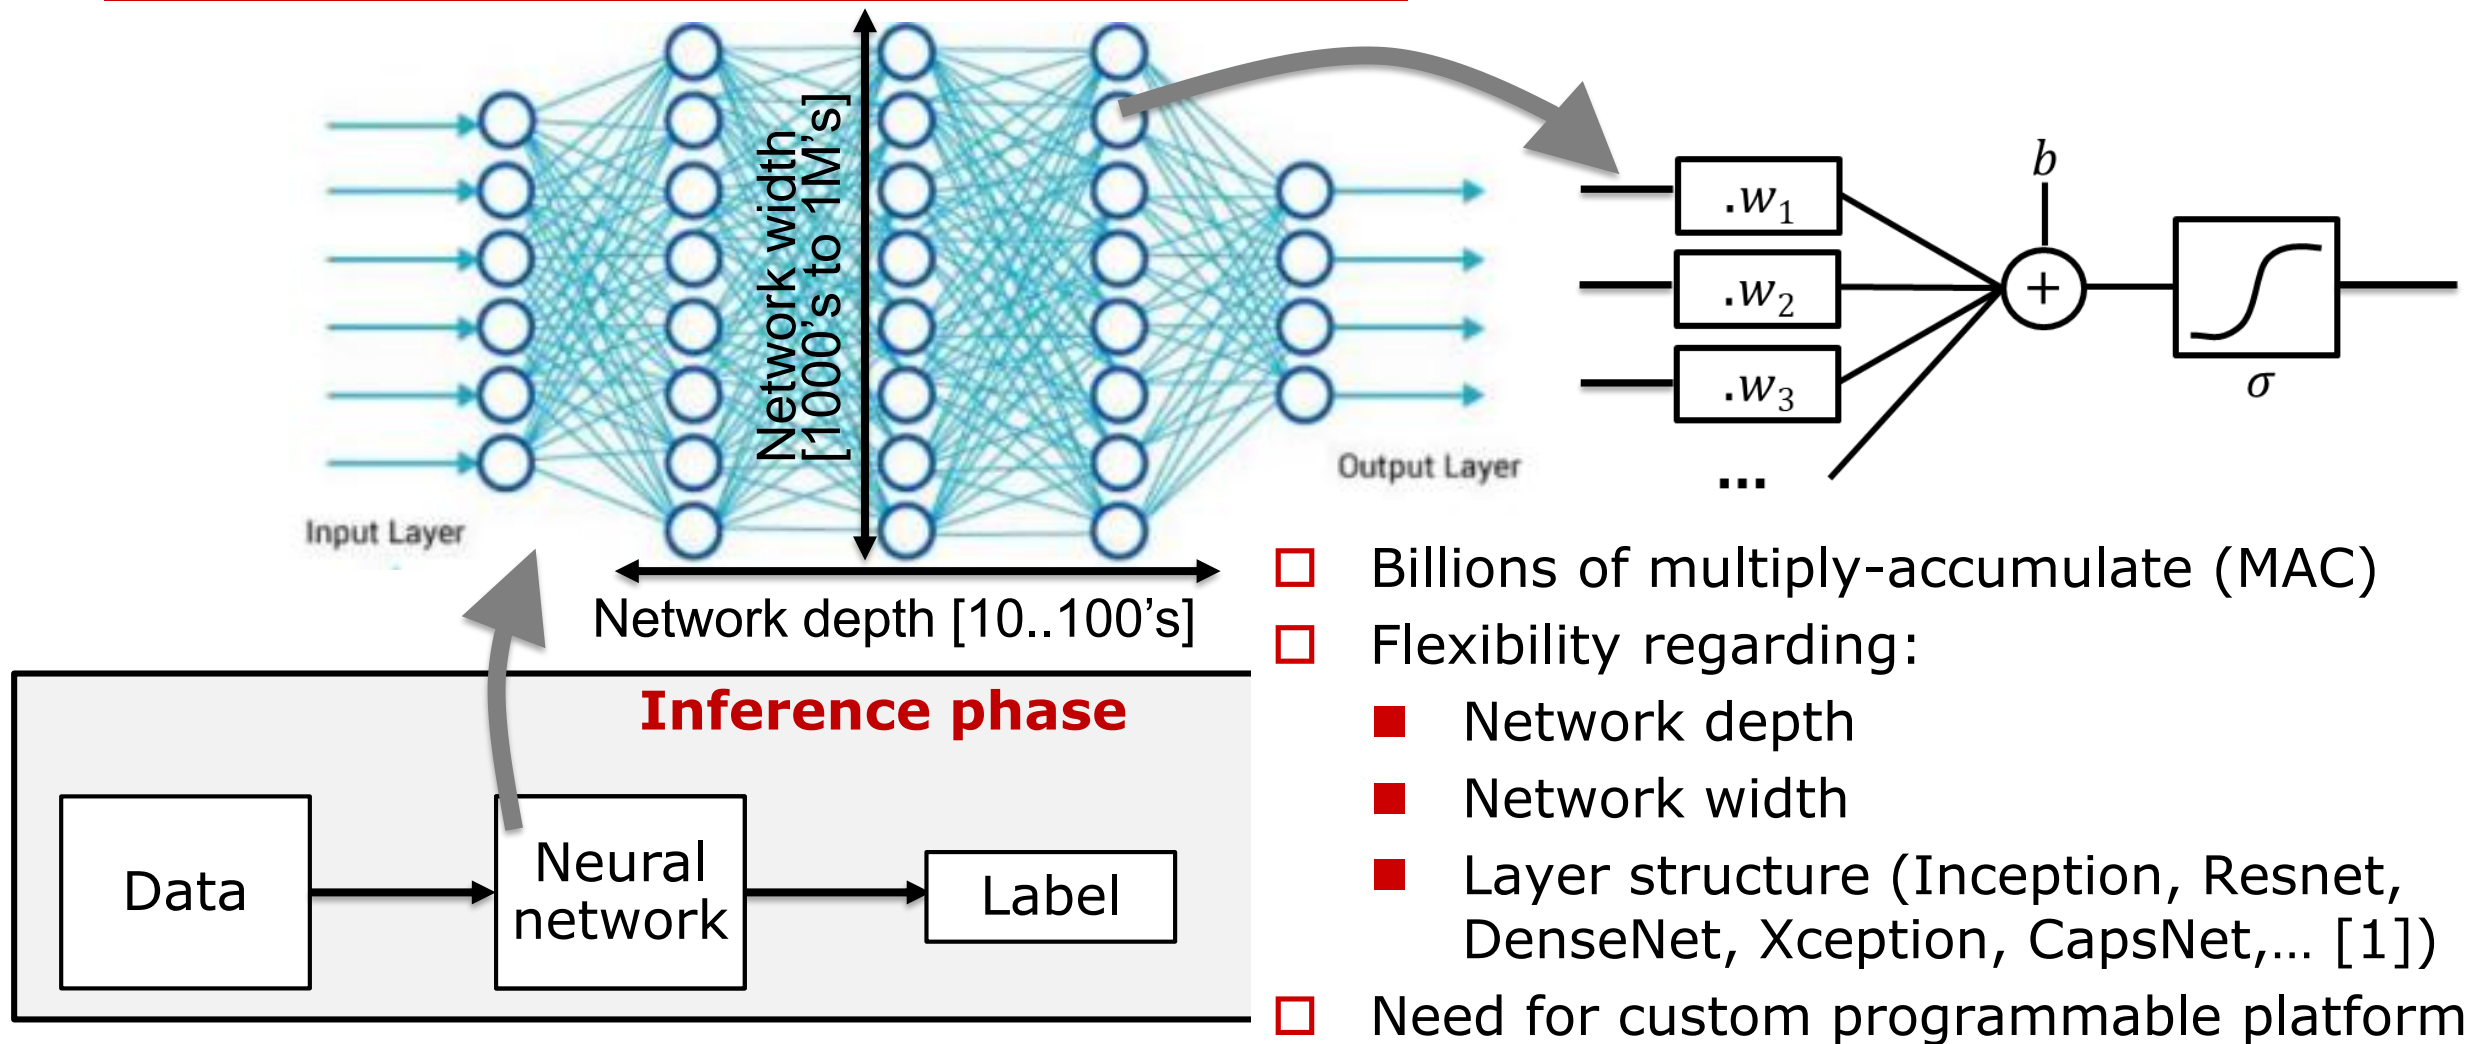 Network width
[1000's to 1M's]
Input Layer
Output Layer
Network depth [10..100's]
.w1
.w2
.w3
...
b
+
σ
Inference phase
Data
Neural
network
Label
Billions of multiply-accumulate (MAC)
Flexibility regarding:
Network depth
Network width
Layer structure (Inception, Resnet,
DenseNet, Xception, CapsNet,... [1])
Need for custom programmable platform